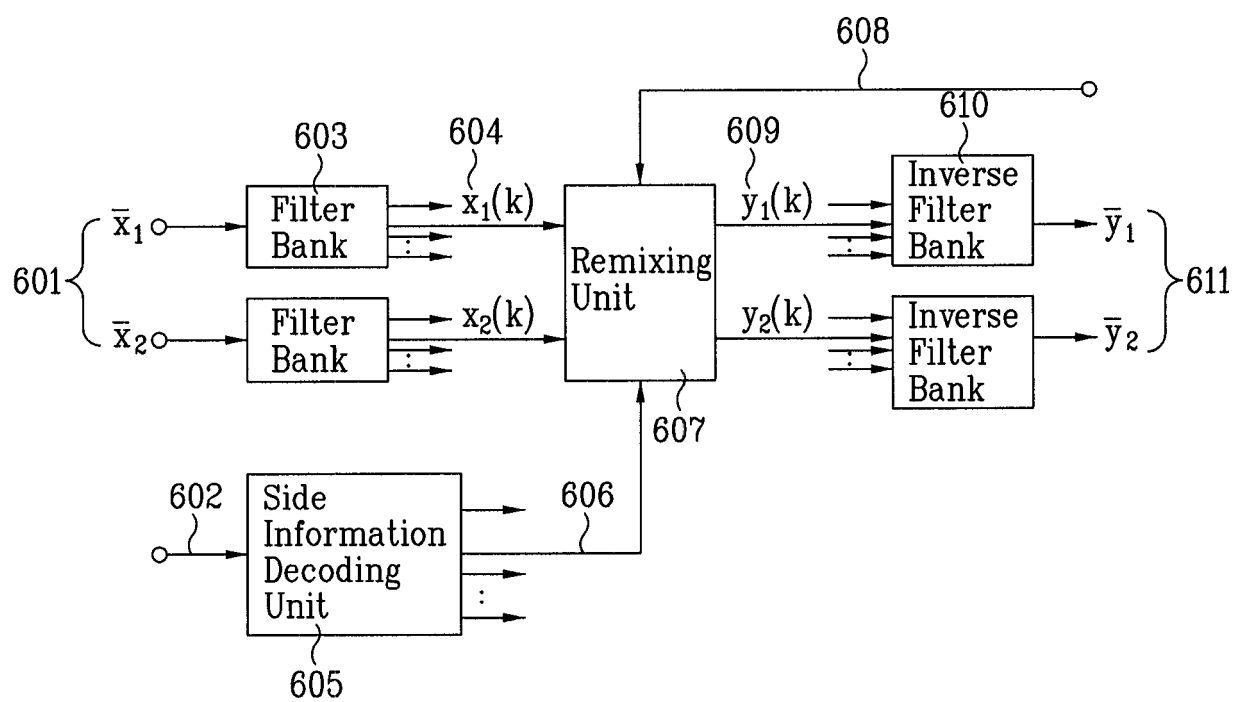 608
603
604
609
610
x̄₁
Filter
Bank
x₁(k)
y₁(k)
Inverse
Filter
Bank
ȳ₁
601
Remixing
Unit
611
x̄₂
Filter
Bank
x₂(k)
y₂(k)
Inverse
Filter
Bank
ȳ₂
607
602
Side
Information
Decoding
Unit
606
605